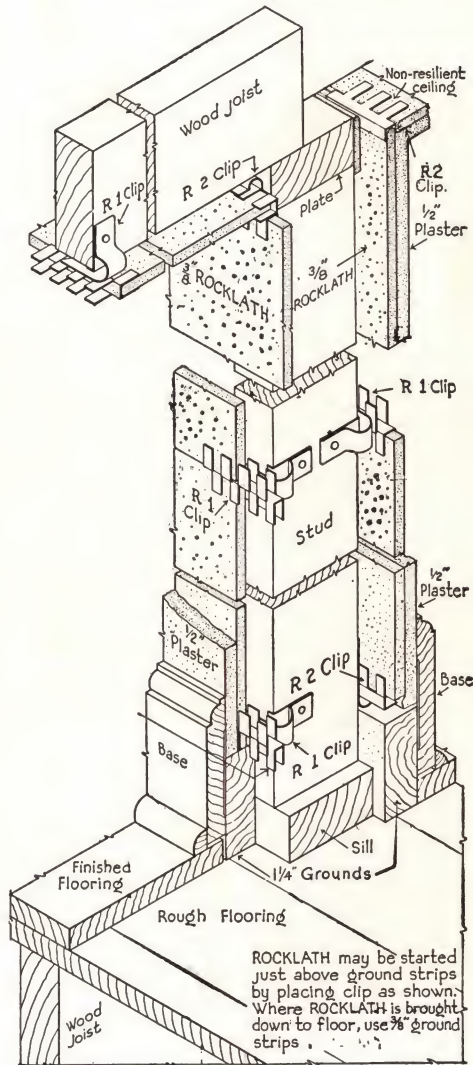 Non-resilient
ceiling
Wood Joist
R 2 Clip
R 1 Clip
R2
Clip.
1/2"
Plaster
Plate
3/8" ROCKLATH
3/8"
ROCKLATH
R 1 Clip
R 1
Clip
Stud
1/2"
Plaster
1/2"
Plaster
R 2 Clip
Base
Base
R 1 Clip
Sill
1 1/4" Grounds
Finished
Flooring
Rough Flooring
Wood
Joist
ROCKLATH may be started
just above ground strips
by placing clip as shown.
Where ROCKLATH is brought
down to floor, use 3/8" ground
strips.